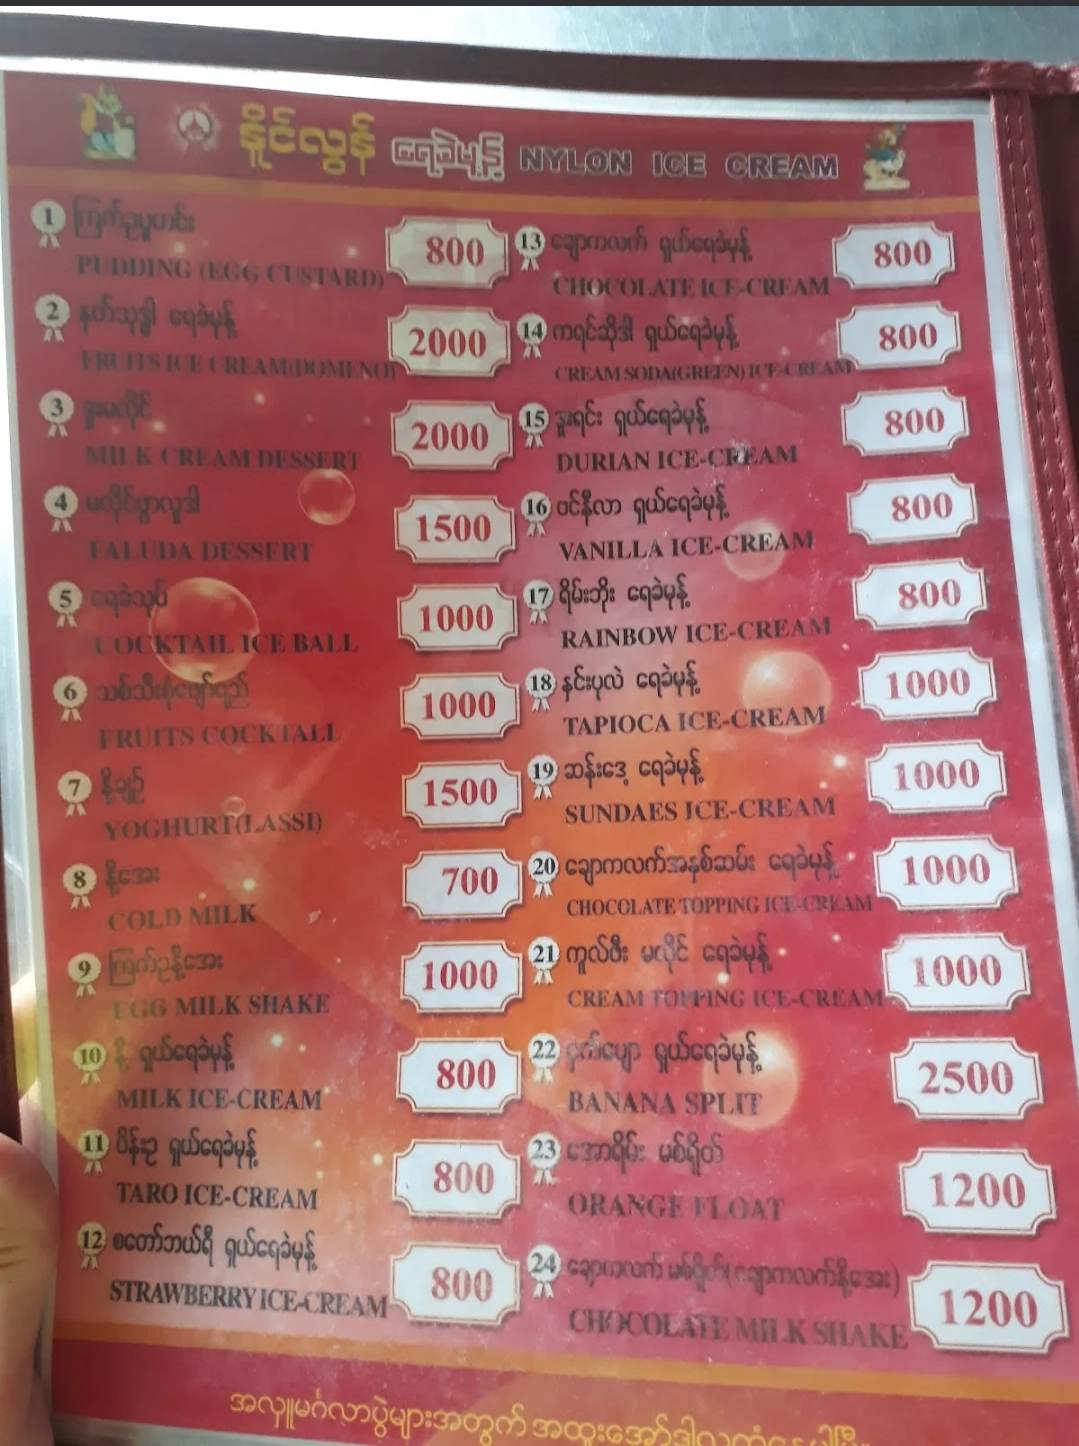 နိုင်လွန် ရေခဲမုန့် NYLON ICE CREAM
1 ကြက်ဥပူတင်း
PUDDING (EGG CUSTARD)
800
2 နတ်သုဒ္ဓါ ရေခဲမုန့်
FRUITS ICE CREAM(DOMENO)
2000
3 ဒူးမလိုင်
MILK CREAM DESSERT
2000
4 မလိုင်ဖာလူဒါ
FALUDA DESSERT
1500
5 ရေခဲသုပ်
COCKTAIL ICE BALL
1000
6 သစ်သီးစုံဖျော်ရည်
FRUITS COCKTALL
1000
7 နို့ချဉ်
YOGHURT(LASSI)
1500
8 နို့အေး
COLD MILK
700
9 ကြက်ဥနို့အေး
EGG MILK SHAKE
1000
10 နို့ ရှယ်ရေခဲမုန့်
MILK ICE-CREAM
800
11 ပိန်းဥ ရှယ်ရေခဲမုန့်
TARO ICE-CREAM
800
12 စတော်ဘယ်ရီ ရှယ်ရေခဲမုန့်
STRAWBERRY ICE-CREAM
800
13 ချောကလက် ရှယ်ရေခဲမုန့်
CHOCOLATE ICE-CREAM
800
14 ကရင်ဆိုဒါ ရှယ်ရေခဲမုန့်
CREAM SODA(GREEN) ICE-CREAM
800
15 ဒူးရင်း ရှယ်ရေခဲမုန့်
DURIAN ICE-CREAM
800
16 ဗင်နီလာ ရှယ်ရေခဲမုန့်
VANILLA ICE-CREAM
800
17 ရိမ်းဘိုး ရေခဲမုန့်
RAINBOW ICE-CREAM
800
18 နင်းပုလဲ ရေခဲမုန့်
TAPIOCA ICE-CREAM
1000
19 ဆန်းဒေ့ ရေခဲမုန့်
SUNDAES ICE-CREAM
1000
20 ချောကလက်အနှစ်ဆမ်း ရေခဲမုန့်
CHOCOLATE TOPPING ICE-CREAM
1000
21 ကူလ်ဖီး မလိုင် ရေခဲမုန့်
CREAM TOPPING ICE-CREAM
1000
22 ငှက်ပျော ရှယ်ရေခဲမုန့်
BANANA SPLIT
2500
23 အောရိမ်း မစ်ရှိတ်
ORANGE FLOAT
1200
24 ချောကလက် မစ်ရှိတ်(ချောကလက်နို့အေး)
CHOCOLATE MILK SHAKE
1200
အလှူမင်္ဂလာပွဲများအတွက် အထူးအော်ဒါလက်ခံနေပါပြီ